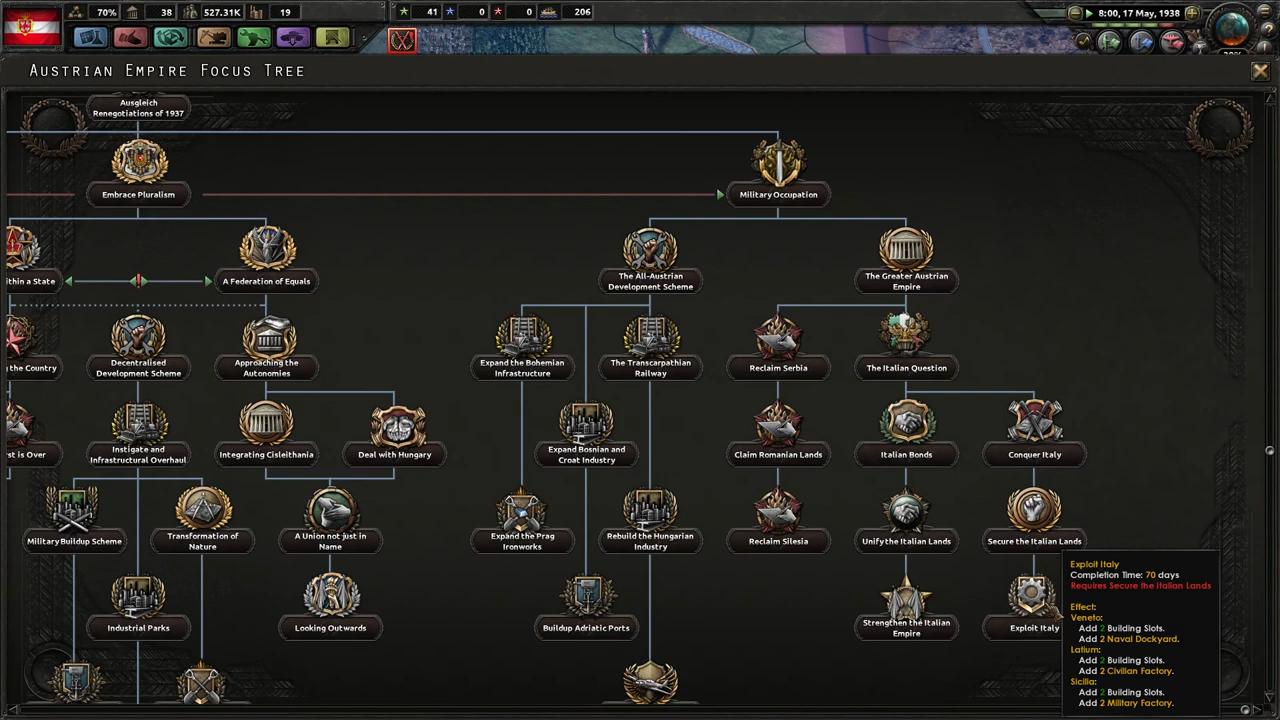 70%
38
527.31K
19
41
0
0
206
8:00, 17 May, 1938
Austrian Empire Focus Tree
Ausgleich
Renegotiations of 1937
Embrace Pluralism
Military Occupation
ithin a State
A Federation of Equals
The All-Austrian
Development Scheme
The Greater Austrian
Empire
g the Country
Decentralised
Development Scheme
Approaching the
Autonomies
Expand the Bohemian
Infrastructure
The Transcarpathian
Railway
Reclaim Serbia
The Italian Question
rst is Over
Instigate and
Infrastructural Overhaul
Integrating Cisleithania
Deal with Hungary
Expand Bosnian and
Croat Industry
Claim Romanian Lands
Italian Bonds
Conquer Italy
Military Buildup Scheme
Transformation of
Nature
A Union not just in
Name
Expand the Prag
Ironworks
Rebuild the Hungarian
Industry
Reclaim Silesia
Unify the Italian Lands
Secure the Italian Lands
Industrial Parks
Looking Outwards
Buildup Adriatic Ports
Strengthen the Italian
Empire
Exploit Italy
Exploit Italy
Completion Time: 70 days
Requires Secure the Italian Lands
Effect:
Veneto:
Add 2 Building Slots.
Add 2 Naval Dockyard.
Latium:
Add 2 Building Slots.
Add 2 Civilian Factory.
Sicilia:
Add 2 Building Slots.
Add 2 Military Factory.